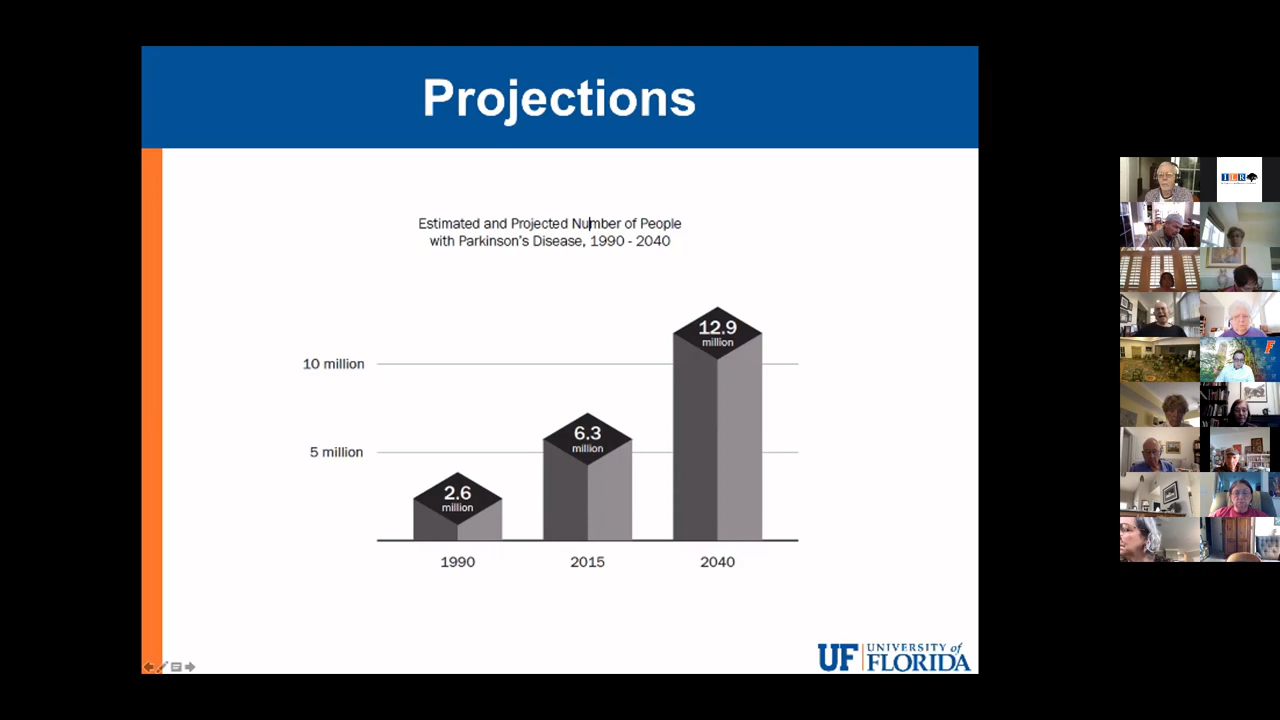 Projections
Estimated and Projected Number of People
with Parkinson's Disease, 1990 - 2040
12.9
million
10 million
6.3
million
5 million
2.6
million
1990
2015
2040
UF UNIVERSITY of
FLORIDA
ILR
F